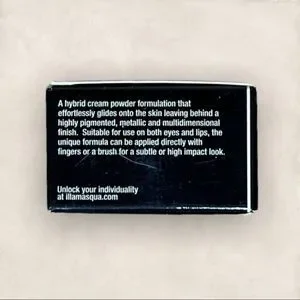 A hybrid cream powder formulation that
effortlessly glides onto the skin leaving behind a
highly pigmented, metallic and multidimensional
finish. Suitable for use on both eyes and lips, the
unique formula can be applied directly with
fingers or a brush for a subtle or high impact look.
Unlock your individuality
at illamasqua.com